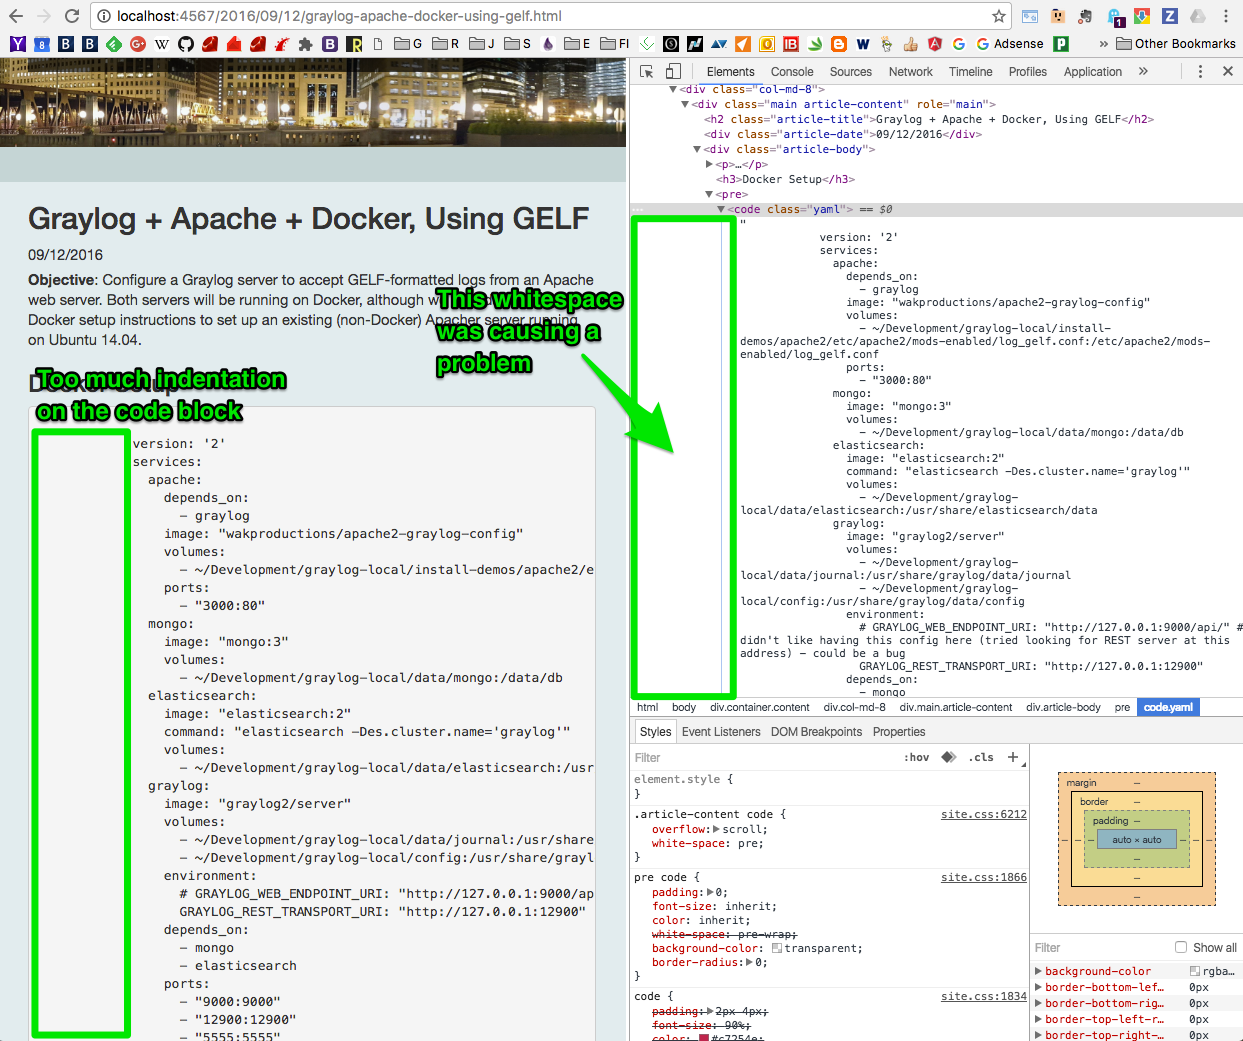 localhost:4567/2016/09/12/graylog-apache-docker-using-gelf.html
G R J S E FI Adsense » Other Bookmarks
Graylog + Apache + Docker, Using GELF
09/12/2016
Objective: Configure a Graylog server to accept GELF-formatted logs from an Apache
web server. Both servers will be running on Docker, although w
Docker setup instructions to set up an existing (non-Docker) Apacher server running
on Ubuntu 14.04.
This whitespace
was causing a
problem
Too much indentation
on the code block
version: '2'
services:
apache:
depends_on:
- graylog
image: "wakproductions/apache2-graylog-config"
volumes:
- ~/Development/graylog-local/install-demos/apache2/e
ports:
- "3000:80"
mongo:
image: "mongo:3"
volumes:
- ~/Development/graylog-local/data/mongo:/data/db
elasticsearch:
image: "elasticsearch:2"
command: "elasticsearch -Des.cluster.name='graylog'"
volumes:
- ~/Development/graylog-local/data/elasticsearch:/usr
graylog:
image: "graylog2/server"
volumes:
- ~/Development/graylog-local/data/journal:/usr/share
- ~/Development/graylog-local/config:/usr/share/grayl
environment:
# GRAYLOG_WEB_ENDPOINT_URI: "http://127.0.0.1:9000/ap
GRAYLOG_REST_TRANSPORT_URI: "http://127.0.0.1:12900"
depends_on:
- mongo
- elasticsearch
ports:
- "9000:9000"
- "12900:12900"
- "5555:5555"
Elements Console Sources Network Timeline Profiles Application »
<div class="col-md-8">
<div class="main article-content" role="main">
<h2 class="article-title">Graylog + Apache + Docker, Using GELF</h2>
<div class="article-date">09/12/2016</div>
<div class="article-body">
<p>…</p>
<h3>Docker Setup</h3>
<pre>
<code class="yaml"> == $0
"
version: '2'
services:
apache:
depends_on:
- graylog
image: "wakproductions/apache2-graylog-config"
volumes:
- ~/Development/graylog-local/install-
demos/apache2/etc/apache2/mods-enabled/log_gelf.conf:/etc/apache2/mods-
enabled/log_gelf.conf
ports:
- "3000:80"
mongo:
image: "mongo:3"
volumes:
- ~/Development/graylog-local/data/mongo:/data/db
elasticsearch:
image: "elasticsearch:2"
command: "elasticsearch -Des.cluster.name='graylog'"
volumes:
- ~/Development/graylog-
local/data/elasticsearch:/usr/share/elasticsearch/data
graylog:
image: "graylog2/server"
volumes:
- ~/Development/graylog-
local/data/journal:/usr/share/graylog/data/journal
- ~/Development/graylog-
local/config:/usr/share/graylog/data/config
environment:
# GRAYLOG_WEB_ENDPOINT_URI: "http://127.0.0.1:9000/api/" #
didn't like having this config here (tried looking for REST server at this
address) - could be a bug
GRAYLOG_REST_TRANSPORT_URI: "http://127.0.0.1:12900"
depends_on:
- mongo
html body div.container.content div.col-md-8 div.main.article-content div.article-body pre code.yaml
Styles Event Listeners DOM Breakpoints Properties
Filter :hov .cls +
element.style {
}
.article-content code { site.css:6212
overflow: scroll;
white-space: pre;
}
pre code { site.css:1866
padding: 0;
font-size: inherit;
color: inherit;
white-space: pre-wrap;
background-color: transparent;
border-radius: 0;
}
code { site.css:1834
padding: 2px 4px;
font-size: 90%;
color: #c7254e;
margin –
border –
padding –
– – – auto × auto – – –
–
–
–
Filter Show all
background-color rgba…
border-bottom-lef… 0px
border-bottom-rig… 0px
border-top-left-r… 0px
border-top-right-… 0px